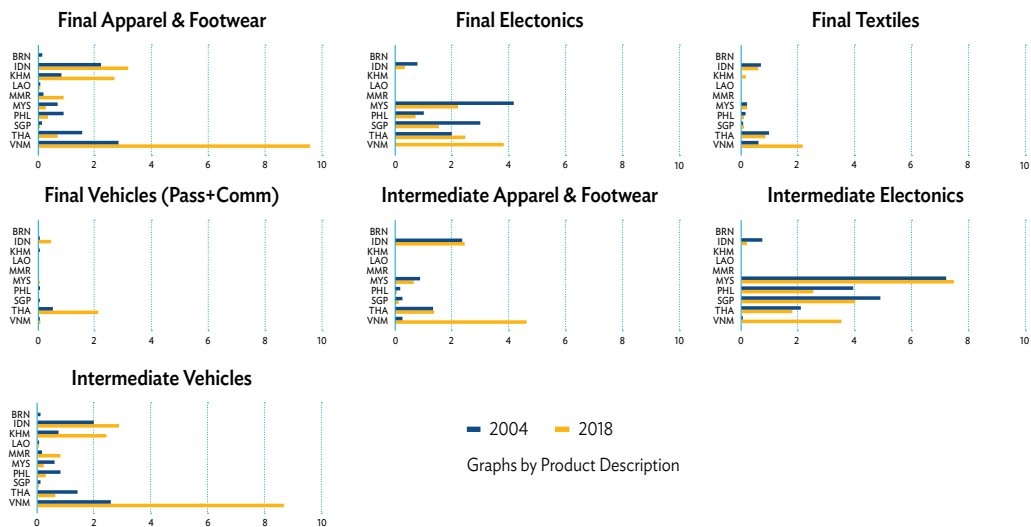 Final Apparel & Footwear
BRN
IDN
KHM
LAO
MMR
MYS
PHL
SGP
THA
VNM
0 2 4 6 8 10
Final Electonics
BRN
IDN
KHM
LAO
MMR
MYS
PHL
SGP
THA
VNM
0 2 4 6 8 10
Final Textiles
BRN
IDN
KHM
LAO
MMR
MYS
PHL
SGP
THA
VNM
0 2 4 6 8 10
Final Vehicles (Pass+Comm)
BRN
IDN
KHM
LAO
MMR
MYS
PHL
SGP
THA
VNM
0 2 4 6 8 10
Intermediate Apparel & Footwear
BRN
IDN
KHM
LAO
MMR
MYS
PHL
SGP
THA
VNM
0 2 4 6 8 10
Intermediate Electonics
BRN
IDN
KHM
LAO
MMR
MYS
PHL
SGP
THA
VNM
0 2 4 6 8 10
Intermediate Vehicles
BRN
IDN
KHM
LAO
MMR
MYS
PHL
SGP
THA
VNM
0 2 4 6 8 10
2004 2018
Graphs by Product Description